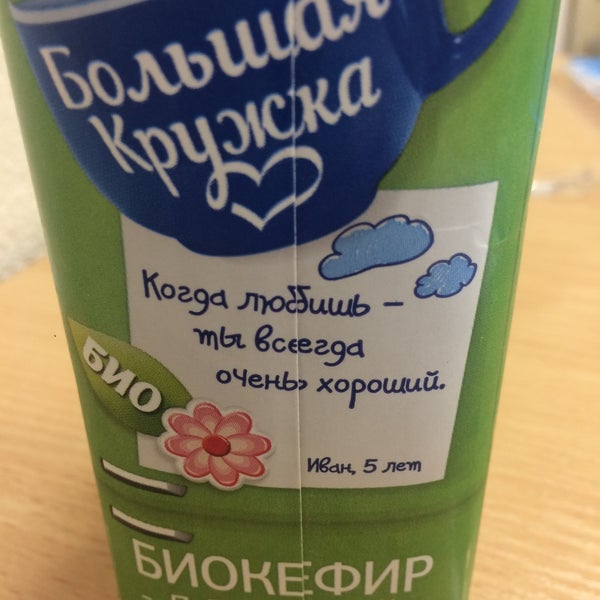 Большая
Кружка
Когда любишь –
ты всегда
очень хороший.
БИО
Иван, 5 лет
БИОКЕФИР